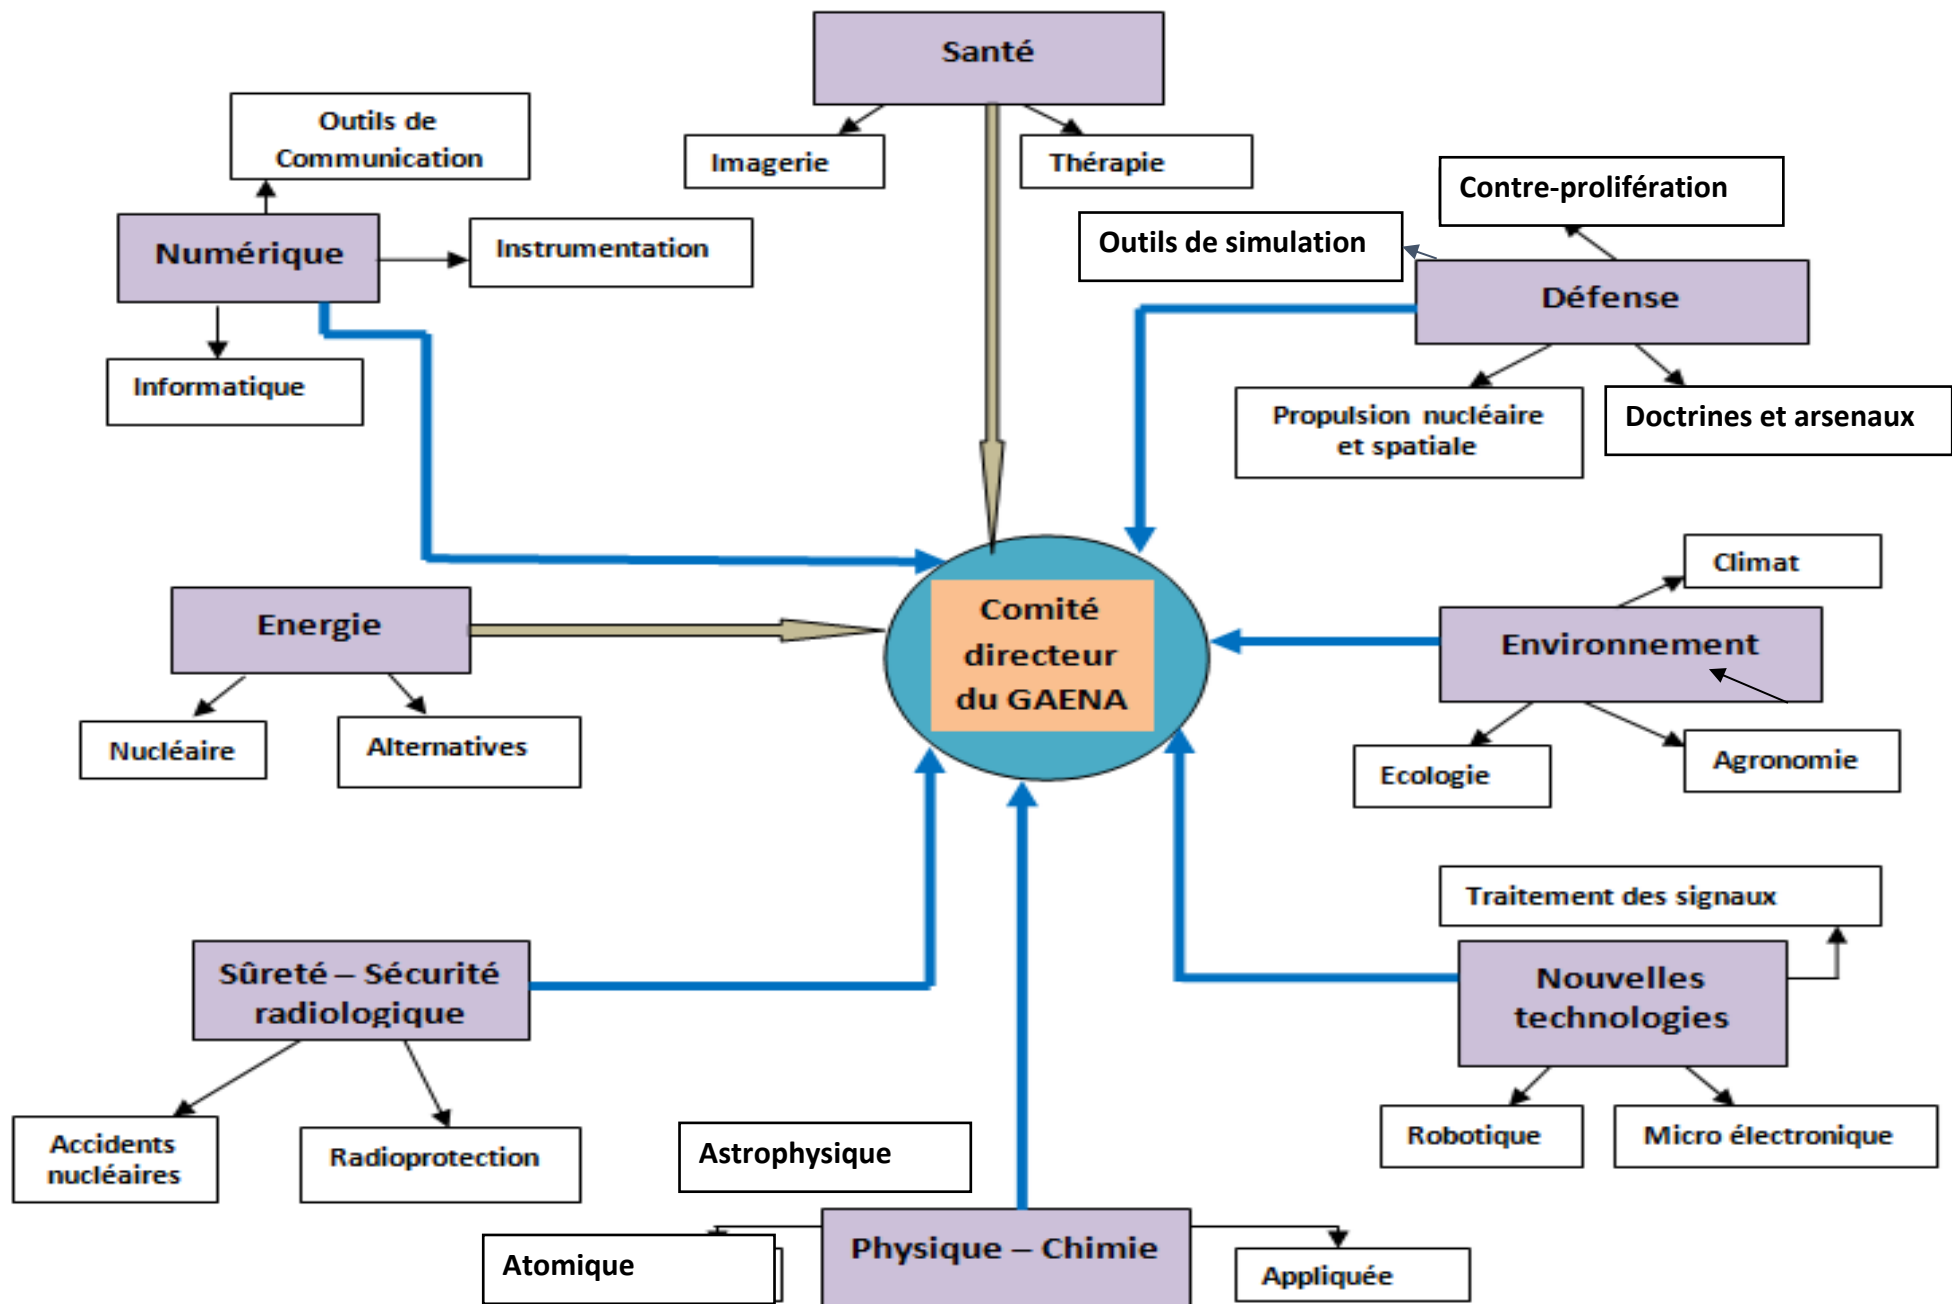 Santé
Outils de
Communication
Imagerie
Thérapie
Contre-prolifération
Numérique
Instrumentation
Outils de simulation
Défense
Informatique
Propulsion nucléaire
et spatiale
Doctrines et arsenaux
Climat
Energie
Comité
directeur
du GAENA
Environnement
Nucléaire
Alternatives
Ecologie
Agronomie
Traitement des signaux
Sûreté – Sécurité
radiologique
Nouvelles
technologies
Accidents
nucléaires
Radioprotection
Astrophysique
Robotique
Micro électronique
Atomique
Physique – Chimie
Appliquée